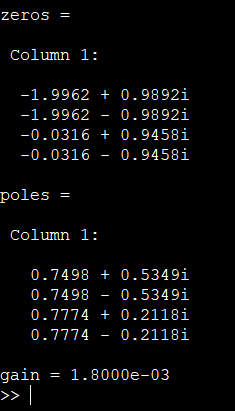 zeros =
Column 1:
-1.9962 + 0.9892i
-1.9962 - 0.9892i
-0.0316 + 0.9458i
-0.0316 - 0.9458i
poles =
Column 1:
0.7498 + 0.5349i
0.7498 - 0.5349i
0.7774 + 0.2118i
0.7774 - 0.2118i
gain = 1.8000e-03
>>